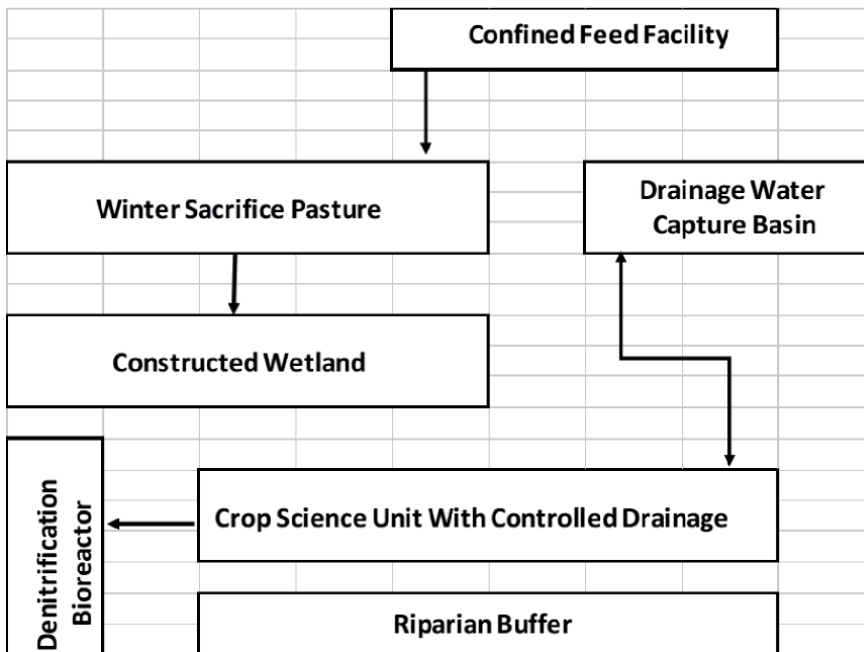 Confined Feed Facility
Winter Sacrifice Pasture
Drainage Water
Capture Basin
Constructed Wetland
Denitrification
Bioreactor
Crop Science Unit With Controlled Drainage
Riparian Buffer